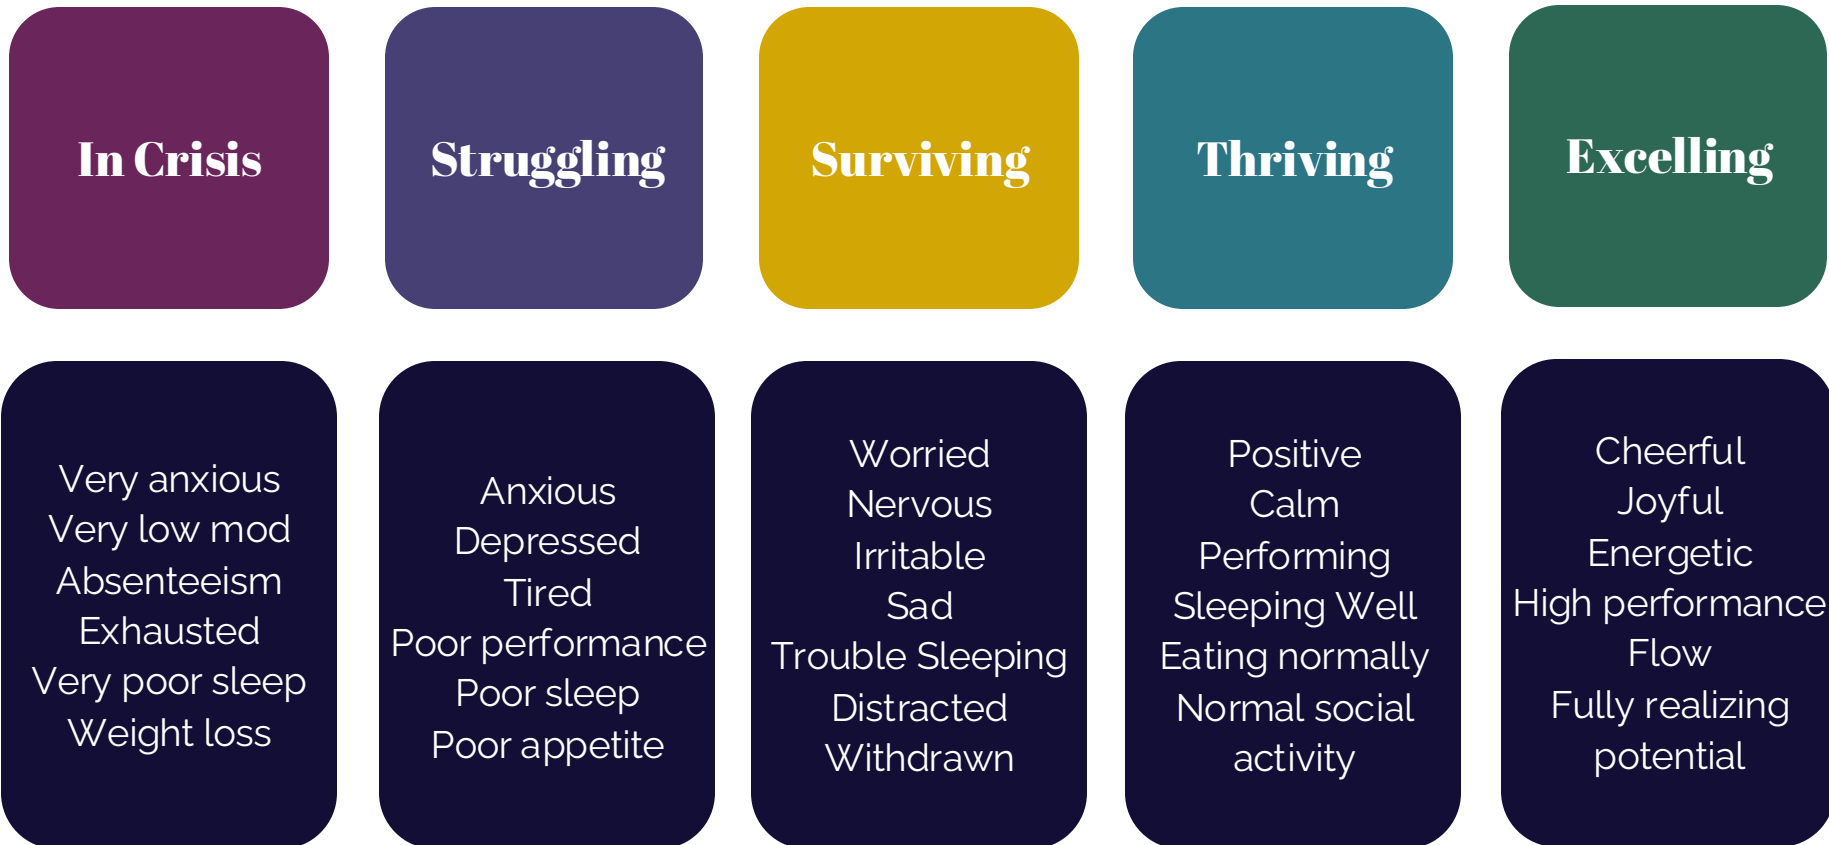 In Crisis
Struggling
Surviving
Thriving
Excelling
Very anxious
Very low mod
Absenteeism
Exhausted
Very poor sleep
Weight loss
Anxious
Depressed
Tired
Poor performance
Poor sleep
Poor appetite
Worried
Nervous
Irritable
Sad
Trouble Sleeping
Distracted
Withdrawn
Positive
Calm
Performing
Sleeping Well
Eating normally
Normal social
activity
Cheerful
Joyful
Energetic
High performance
Flow
Fully realizing
potential